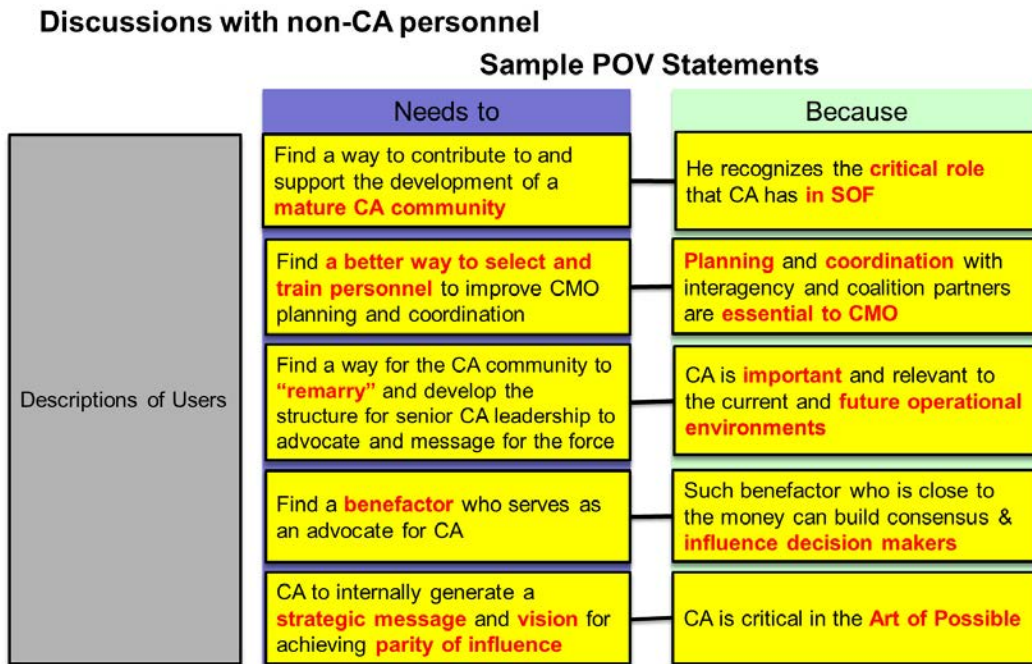 Discussions with non-CA personnel
Sample POV Statements
Needs to
Because
Descriptions of Users
Find a way to contribute to and
support the development of a
mature CA community
He recognizes the critical role
that CA has in SOF
Find a better way to select and
train personnel to improve CMO
planning and coordination
Planning and coordination with
interagency and coalition partners
are essential to CMO
Find a way for the CA community to
“remarry” and develop the
structure for senior CA leadership to
advocate and message for the force
CA is important and relevant to
the current and future operational
environments
Find a benefactor who serves as
an advocate for CA
Such benefactor who is close to
the money can build consensus &
influence decision makers
CA to internally generate a
strategic message and vision for
achieving parity of influence
CA is critical in the Art of Possible